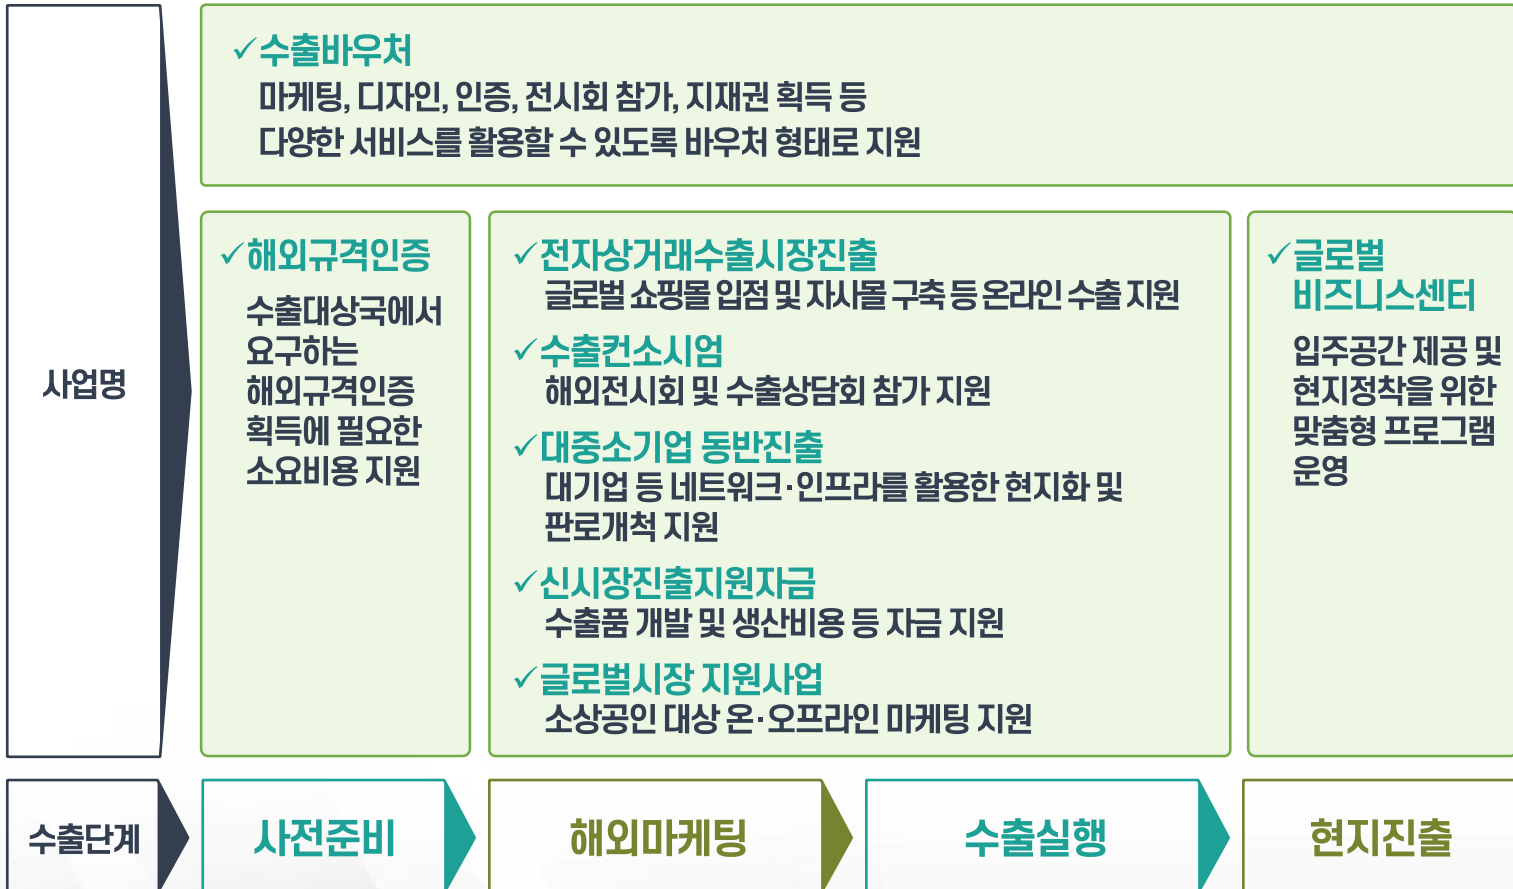 사업명
✓수출바우처
마케팅, 디자인, 인증, 전시회 참가, 지재권 획득 등
다양한 서비스를 활용할 수 있도록 바우처 형태로 지원
✓해외규격인증
수출대상국에서
요구하는
해외규격인증
획득에 필요한
소요비용 지원
✓전자상거래수출시장진출
글로벌 쇼핑몰 입점 및 자사몰 구축 등 온라인 수출 지원
✓수출컨소시엄
해외전시회 및 수출상담회 참가 지원
✓대중소기업 동반진출
대기업 등 네트워크·인프라를 활용한 현지화 및
판로개척 지원
✓신시장진출지원자금
수출품 개발 및 생산비용 등 자금 지원
✓글로벌시장 지원사업
소상공인 대상 온·오프라인 마케팅 지원
✓글로벌
비즈니스센터
입주공간 제공 및
현지정착을 위한
맞춤형 프로그램
운영
수출단계
사전준비
해외마케팅
수출실행
현지진출